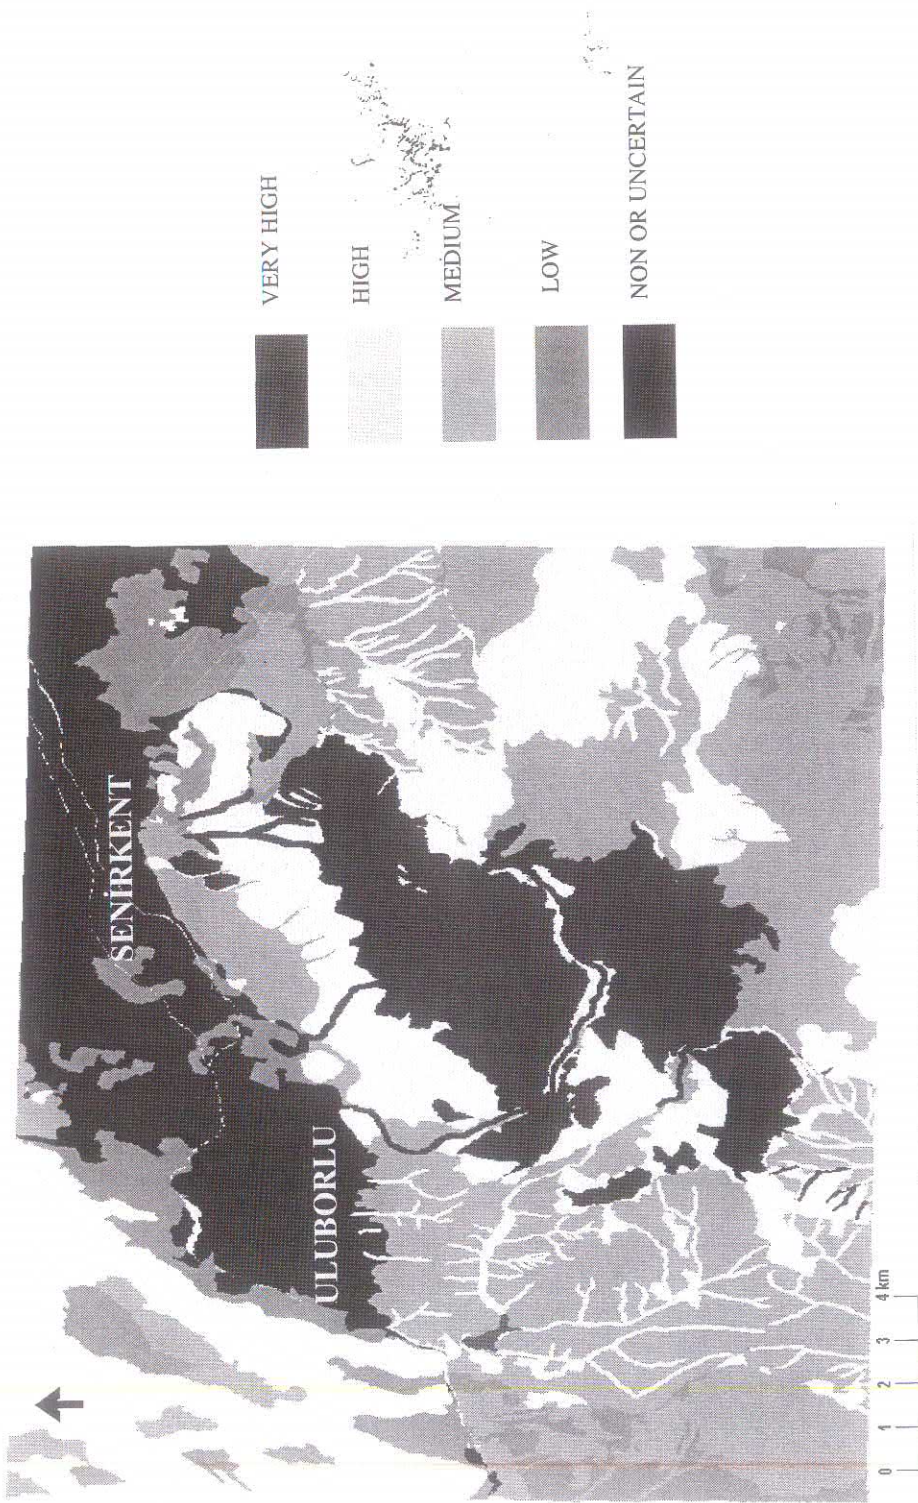 SENİRKENT
ULUBORLU
0 1 2 3 4 km
VERY HIGH
HIGH
MEDIUM
LOW
NON OR UNCERTAIN